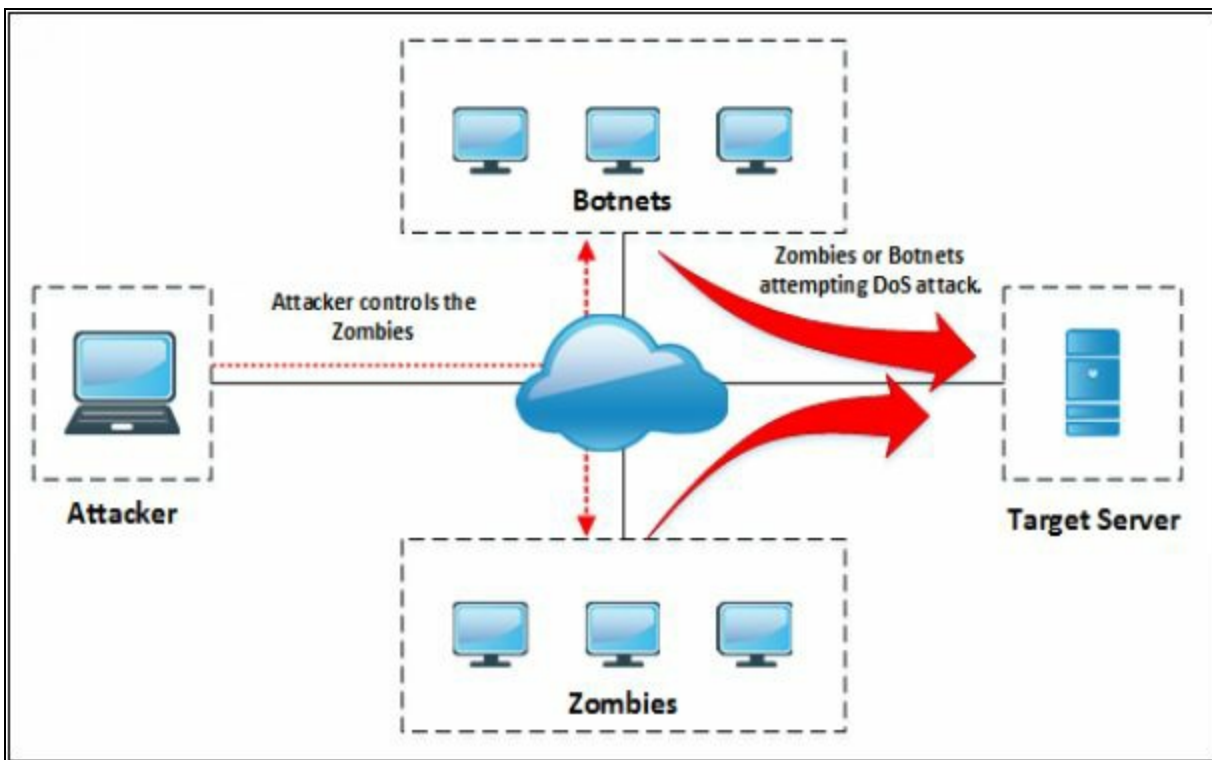 Botnets
Zombies or Botnets
attempting DoS attack.
Attacker controls the
Zombies
Attacker
Target Server
Zombies